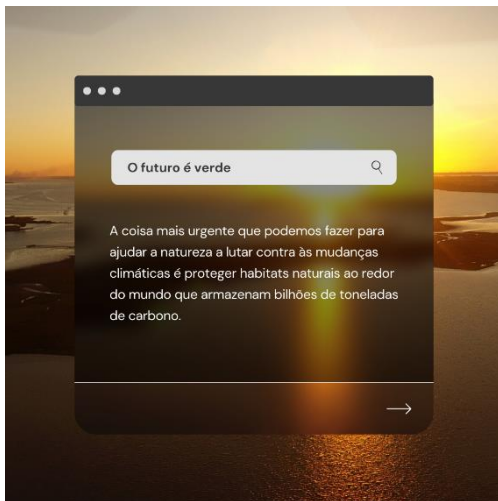 O futuro é verde
A coisa mais urgente que podemos fazer para
ajudar a natureza a lutar contra às mudanças
climáticas é proteger habitats naturais ao redor
do mundo que armazenam bilhões de toneladas
de carbono.